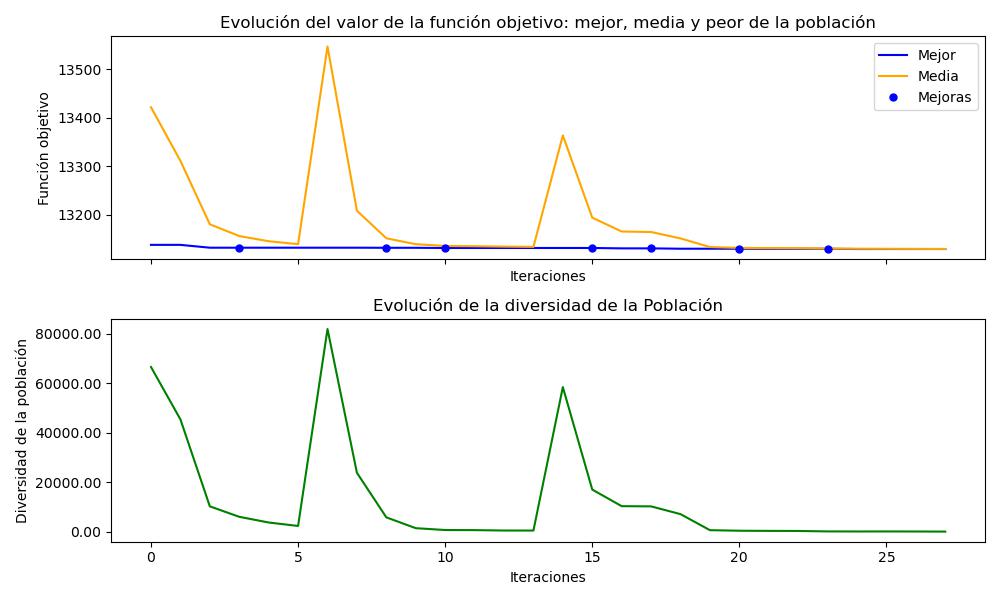 Evolución del valor de la función objetivo: mejor, media y peor de la población
Función objetivo
13500
13400
13300
13200
Mejor
Media
Mejoras
Iteraciones
Evolución de la diversidad de la Población
Diversidad de la población
80000.00
60000.00
40000.00
20000.00
0.00
0 5 10 15 20 25
Iteraciones